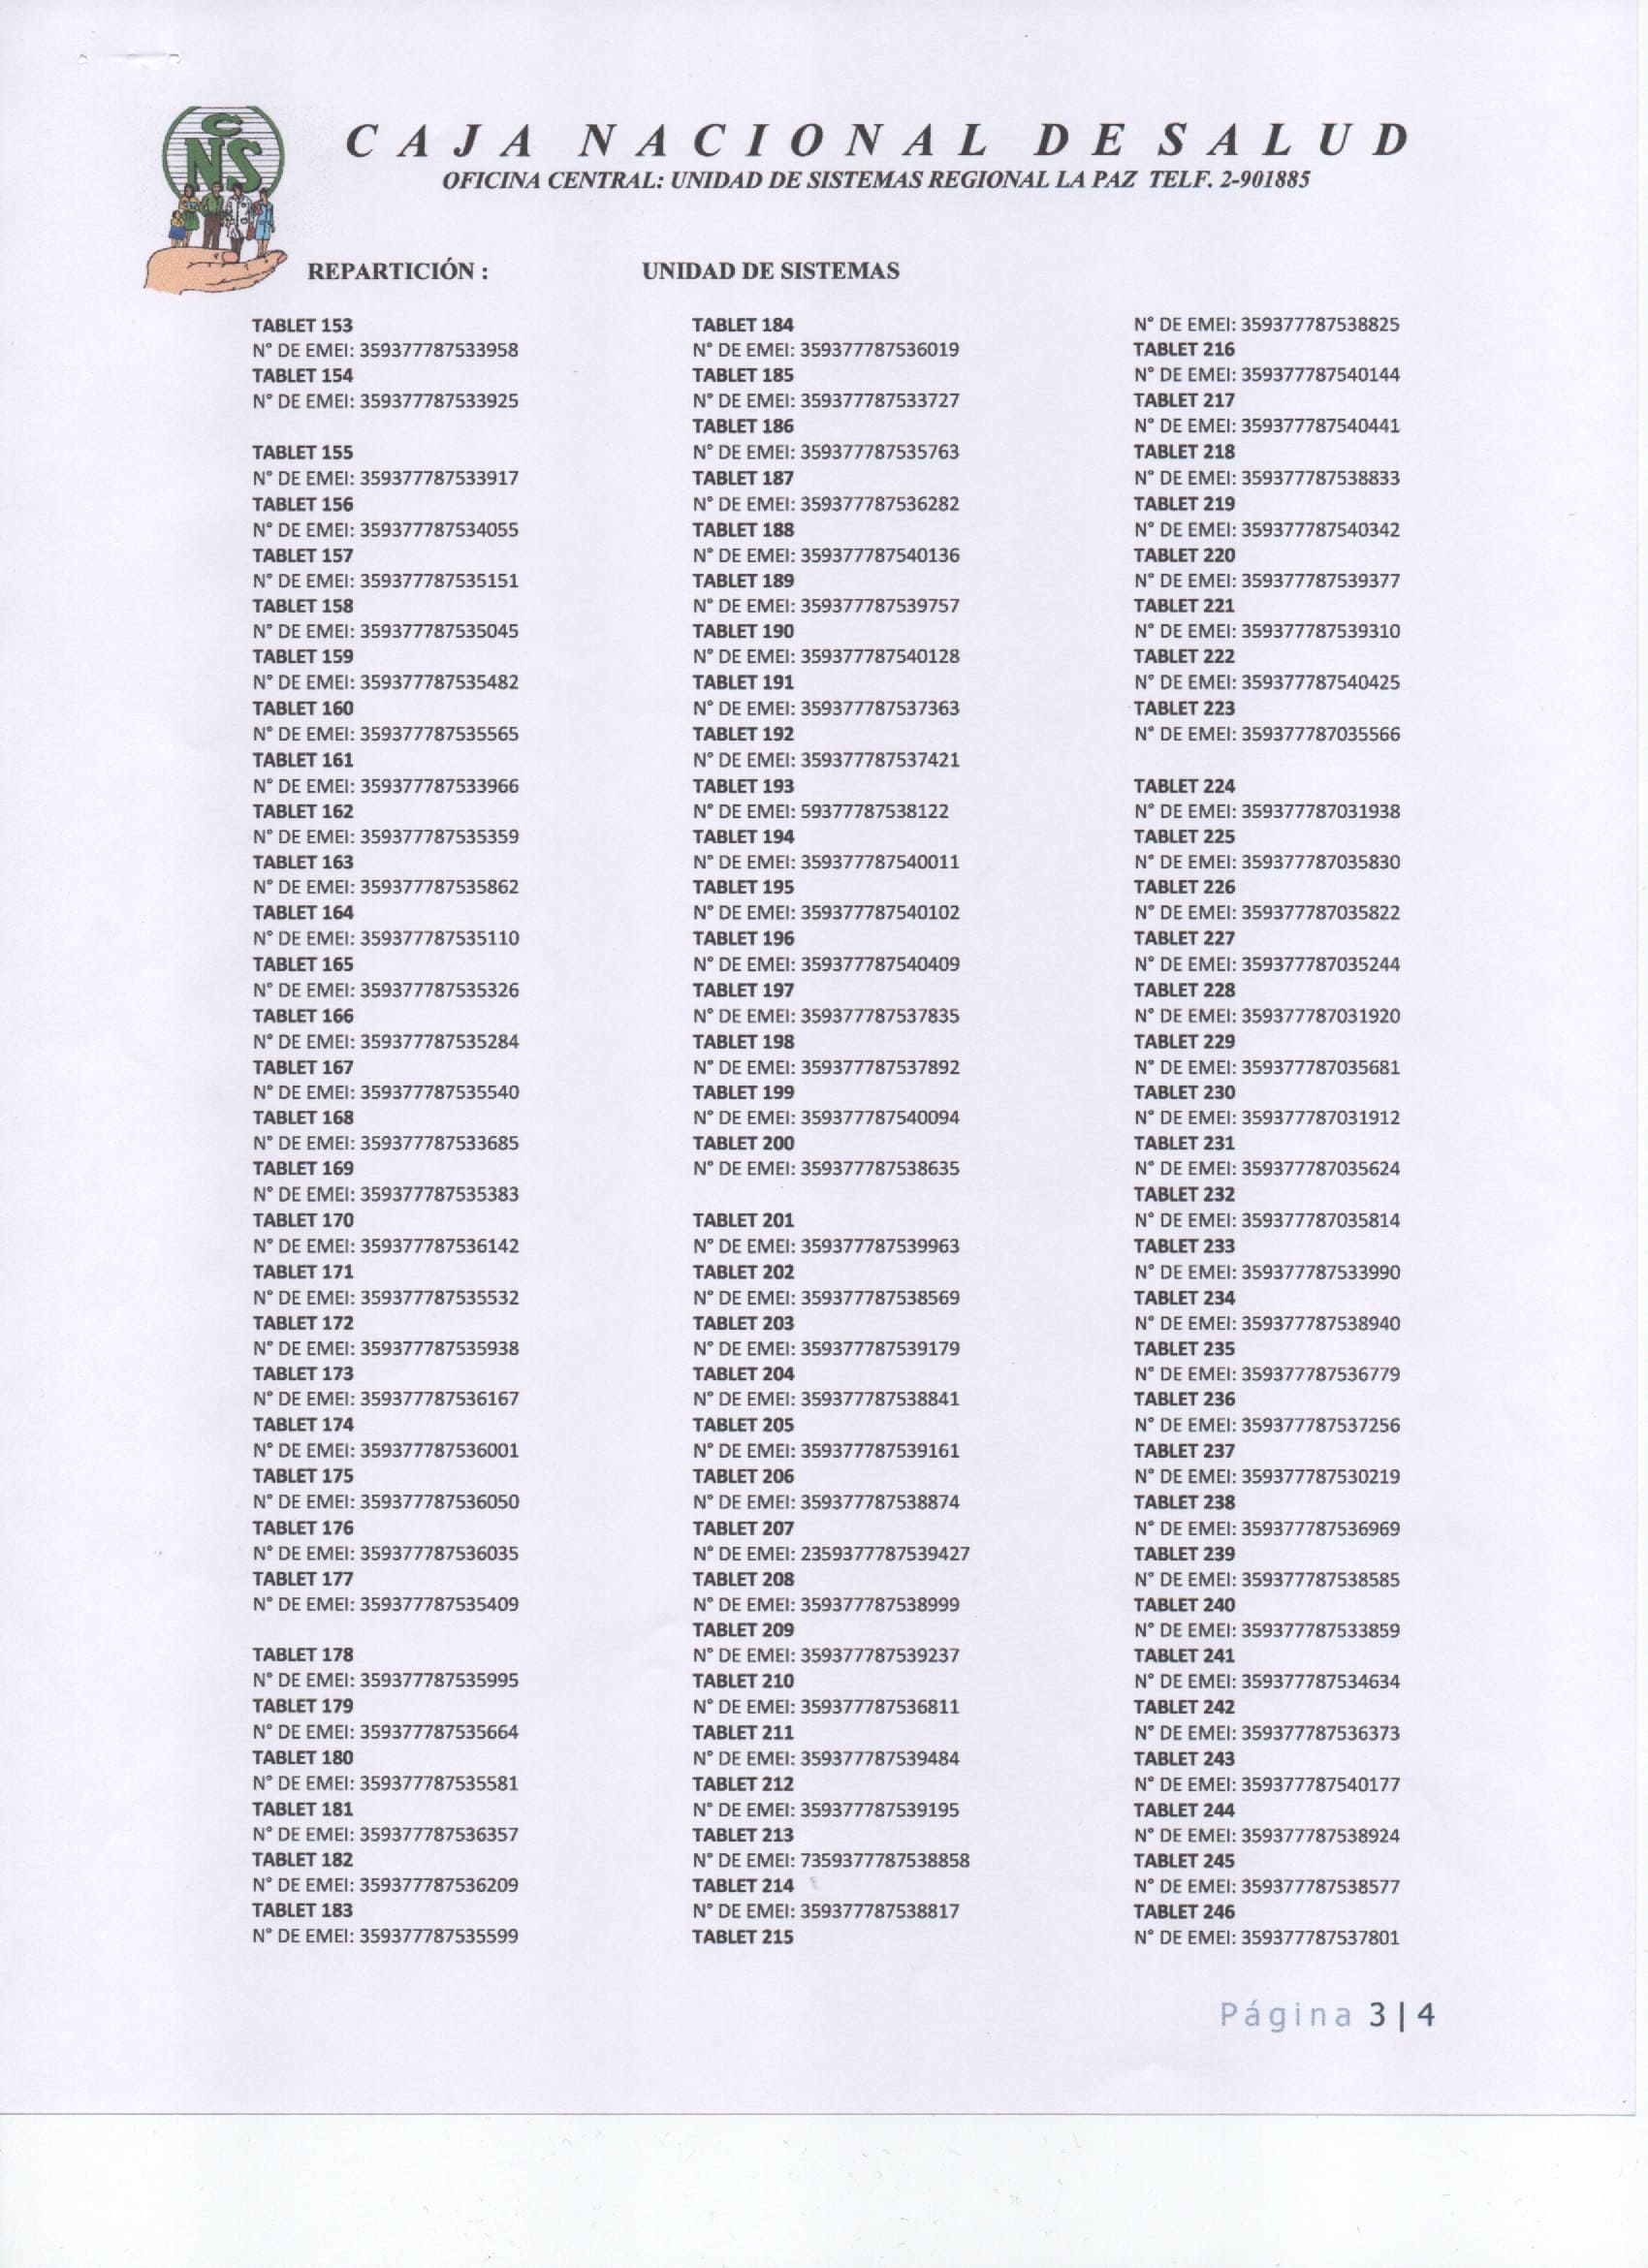 CNS
CAJA NACIONAL DE SALUD
OFICINA CENTRAL: UNIDAD DE SISTEMAS REGIONAL LA PAZ TELF. 2-901885
REPARTICIÓN : UNIDAD DE SISTEMAS
TABLET 153
N° DE EMEI: 359377787533958
TABLET 154
N° DE EMEI: 359377787533925
TABLET 155
N° DE EMEI: 359377787533917
TABLET 156
N° DE EMEI: 359377787534055
TABLET 157
N° DE EMEI: 359377787535151
TABLET 158
N° DE EMEI: 359377787535045
TABLET 159
N° DE EMEI: 359377787535482
TABLET 160
N° DE EMEI: 359377787535565
TABLET 161
N° DE EMEI: 359377787533966
TABLET 162
N° DE EMEI: 359377787535359
TABLET 163
N° DE EMEI: 359377787535862
TABLET 164
N° DE EMEI: 359377787535110
TABLET 165
N° DE EMEI: 359377787535326
TABLET 166
N° DE EMEI: 359377787535284
TABLET 167
N° DE EMEI: 359377787535540
TABLET 168
N° DE EMEI: 359377787533685
TABLET 169
N° DE EMEI: 359377787535383
TABLET 170
N° DE EMEI: 359377787536142
TABLET 171
N° DE EMEI: 359377787535532
TABLET 172
N° DE EMEI: 359377787535938
TABLET 173
N° DE EMEI: 359377787536167
TABLET 174
N° DE EMEI: 359377787536001
TABLET 175
N° DE EMEI: 359377787536050
TABLET 176
N° DE EMEI: 359377787536035
TABLET 177
N° DE EMEI: 359377787535409
TABLET 178
N° DE EMEI: 359377787535995
TABLET 179
N° DE EMEI: 359377787535664
TABLET 180
N° DE EMEI: 359377787535581
TABLET 181
N° DE EMEI: 359377787536357
TABLET 182
N° DE EMEI: 359377787536209
TABLET 183
N° DE EMEI: 359377787535599
TABLET 184
N° DE EMEI: 359377787536019
TABLET 185
N° DE EMEI: 359377787533727
TABLET 186
N° DE EMEI: 359377787535763
TABLET 187
N° DE EMEI: 359377787536282
TABLET 188
N° DE EMEI: 359377787540136
TABLET 189
N° DE EMEI: 359377787539757
TABLET 190
N° DE EMEI: 359377787540128
TABLET 191
N° DE EMEI: 359377787537363
TABLET 192
N° DE EMEI: 359377787537421
TABLET 193
N° DE EMEI: 59377787538122
TABLET 194
N° DE EMEI: 359377787540011
TABLET 195
N° DE EMEI: 359377787540102
TABLET 196
N° DE EMEI: 359377787540409
TABLET 197
N° DE EMEI: 359377787537835
TABLET 198
N° DE EMEI: 359377787537892
TABLET 199
N° DE EMEI: 359377787540094
TABLET 200
N° DE EMEI: 359377787538635
TABLET 201
N° DE EMEI: 359377787539963
TABLET 202
N° DE EMEI: 359377787538569
TABLET 203
N° DE EMEI: 359377787539179
TABLET 204
N° DE EMEI: 359377787538841
TABLET 205
N° DE EMEI: 359377787539161
TABLET 206
N° DE EMEI: 359377787538874
TABLET 207
N° DE EMEI: 2359377787539427
TABLET 208
N° DE EMEI: 359377787538999
TABLET 209
N° DE EMEI: 359377787539237
TABLET 210
N° DE EMEI: 359377787536811
TABLET 211
N° DE EMEI: 359377787539484
TABLET 212
N° DE EMEI: 359377787539195
TABLET 213
N° DE EMEI: 7359377787538858
TABLET 214
N° DE EMEI: 359377787538817
TABLET 215
N° DE EMEI: 359377787538825
TABLET 216
N° DE EMEI: 359377787540144
TABLET 217
N° DE EMEI: 359377787540441
TABLET 218
N° DE EMEI: 359377787538833
TABLET 219
N° DE EMEI: 359377787540342
TABLET 220
N° DE EMEI: 359377787539377
TABLET 221
N° DE EMEI: 359377787539310
TABLET 222
N° DE EMEI: 359377787540425
TABLET 223
N° DE EMEI: 359377787035566
TABLET 224
N° DE EMEI: 359377787031938
TABLET 225
N° DE EMEI: 359377787035830
TABLET 226
N° DE EMEI: 359377787035822
TABLET 227
N° DE EMEI: 359377787035244
TABLET 228
N° DE EMEI: 359377787031920
TABLET 229
N° DE EMEI: 359377787035681
TABLET 230
N° DE EMEI: 359377787031912
TABLET 231
N° DE EMEI: 359377787035624
TABLET 232
N° DE EMEI: 359377787035814
TABLET 233
N° DE EMEI: 359377787533990
TABLET 234
N° DE EMEI: 359377787538940
TABLET 235
N° DE EMEI: 359377787536779
TABLET 236
N° DE EMEI: 359377787537256
TABLET 237
N° DE EMEI: 359377787530219
TABLET 238
N° DE EMEI: 359377787536969
TABLET 239
N° DE EMEI: 359377787538585
TABLET 240
N° DE EMEI: 359377787533859
TABLET 241
N° DE EMEI: 359377787534634
TABLET 242
N° DE EMEI: 359377787536373
TABLET 243
N° DE EMEI: 359377787540177
TABLET 244
N° DE EMEI: 359377787538924
TABLET 245
N° DE EMEI: 359377787538577
TABLET 246
N° DE EMEI: 359377787537801
Página 3|4